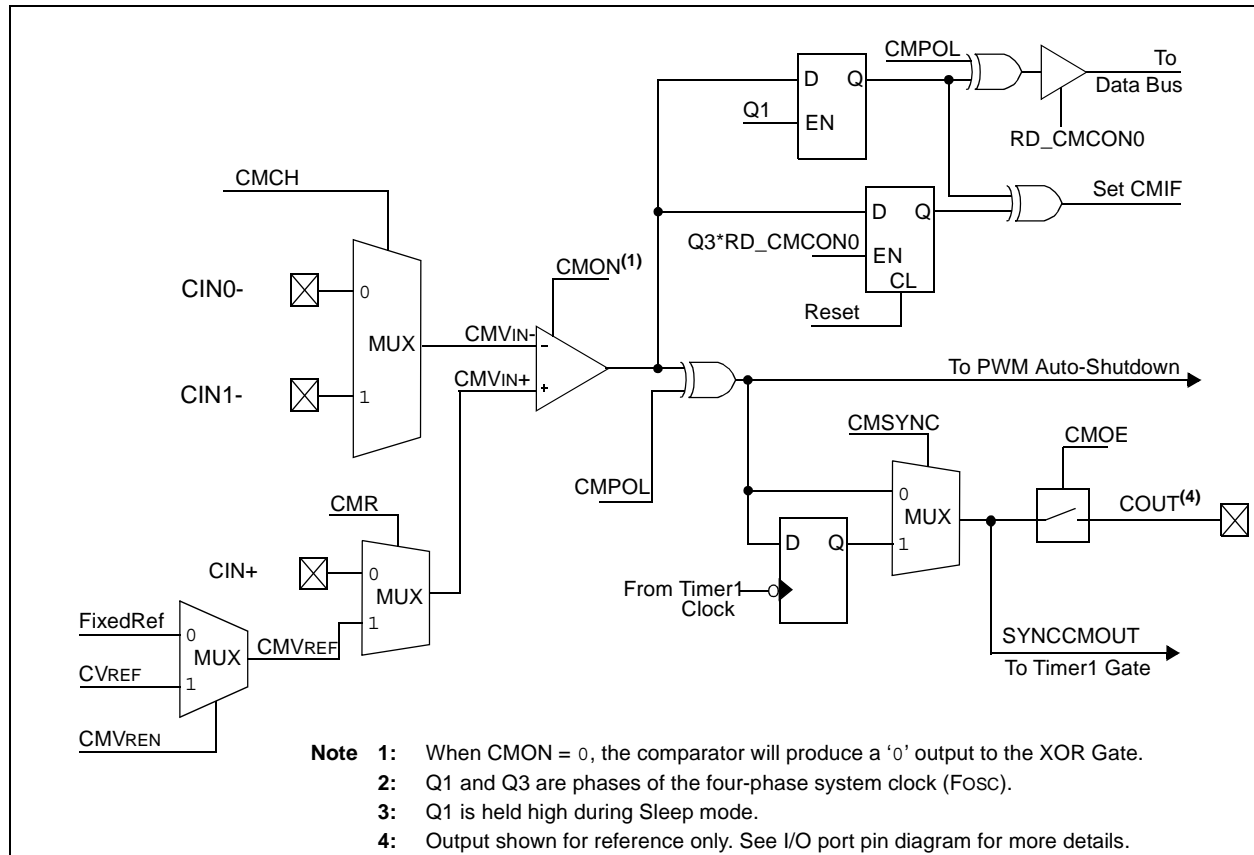 CMPOL
To
Data Bus
D Q
Q1
EN
RD_CMCON0
CMCH
Set CMIF
D Q
Q3*RD_CMCON0
EN
CL
Reset
CMON(1)
CIN0-
0
MUX
CMVIN-
-
CIN1-
1
CMVIN+
+
To PWM Auto-Shutdown
CMSYNC
CMOE
CMPOL
0
MUX
COUT(4)
CMR
D Q
1
CIN+
0
MUX
From Timer1
Clock
FixedRef
0
1
MUX
CMVREF
SYNCCMOUT
CVREF
1
To Timer1 Gate
CMVREN
Note 1: When CMON = 0, the comparator will produce a ‘0’ output to the XOR Gate.
2: Q1 and Q3 are phases of the four-phase system clock (FOSC).
3: Q1 is held high during Sleep mode.
4: Output shown for reference only. See I/O port pin diagram for more details.